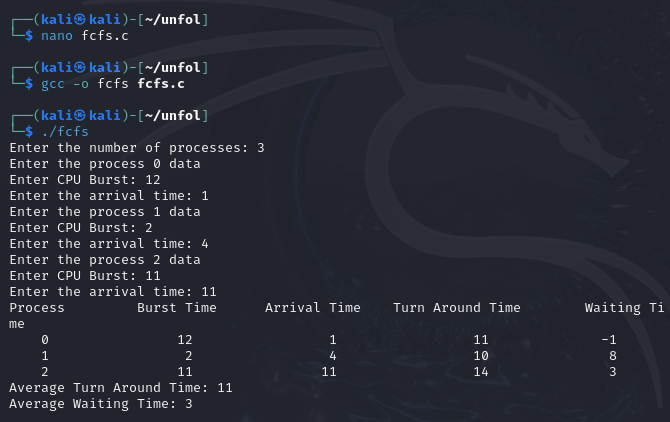 ┌──(kali㉿kali)-[~/unfol]
└─$ nano fcfs.c
┌──(kali㉿kali)-[~/unfol]
└─$ gcc -o fcfs fcfs.c
┌──(kali㉿kali)-[~/unfol]
└─$ ./fcfs
Enter the number of processes: 3
Enter the process 0 data
Enter CPU Burst: 12
Enter the arrival time: 1
Enter the process 1 data
Enter CPU Burst: 2
Enter the arrival time: 4
Enter the process 2 data
Enter CPU Burst: 11
Enter the arrival time: 11
Process Burst Time Arrival Time Turn Around Time Waiting Ti
me
0 12 1 11 -1
1 2 4 10 8
2 11 11 14 3
Average Turn Around Time: 11
Average Waiting Time: 3